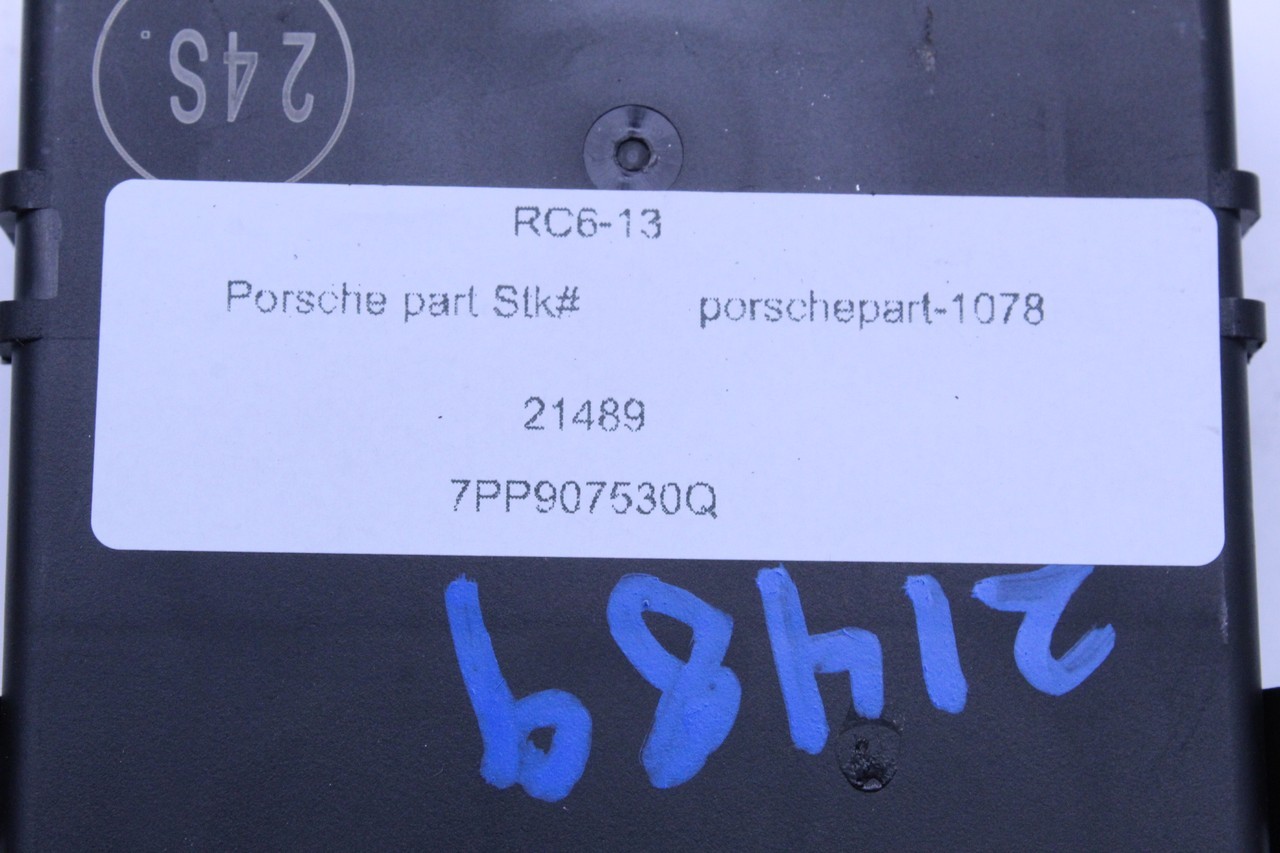 24S
RC6-13
Porsche part Stk# porschepart-1078
21489
7PP907530Q
21489